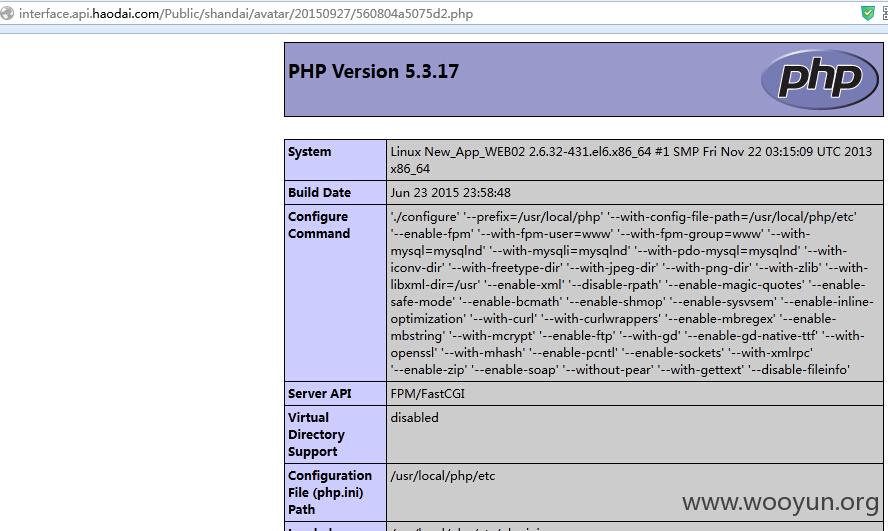 interface.api.haodai.com/Public/shandai/avatar/20150927/560804a5075d2.php
PHP Version 5.3.17
php
System
Linux New_App_WEB02 2.6.32-431.el6.x86_64 #1 SMP Fri Nov 22 03:15:09 UTC 2013
x86_64
Build Date
Jun 23 2015 23:58:48
Configure
Command
'./configure' '--prefix=/usr/local/php' '--with-config-file-path=/usr/local/php/etc'
'--enable-fpm' '--with-fpm-user=www' '--with-fpm-group=www' '--with-
mysql=mysqlnd' '--with-mysqli=mysqlnd' '--with-pdo-mysql=mysqlnd' '--with-
iconv-dir' '--with-freetype-dir' '--with-jpeg-dir' '--with-png-dir' '--with-zlib' '--with-
libxml-dir=/usr' '--enable-xml' '--disable-rpath' '--enable-magic-quotes' '--enable-
safe-mode' '--enable-bcmath' '--enable-shmop' '--enable-sysvsem' '--enable-inline-
optimization' '--with-curl' '--with-curlwrappers' '--enable-mbregex' '--enable-
mbstring' '--with-mcrypt' '--enable-ftp' '--with-gd' '--enable-gd-native-ttf' '--with-
openssl' '--with-mhash' '--enable-pcntl' '--enable-sockets' '--with-xmlrpc'
'--enable-zip' '--enable-soap' '--without-pear' '--with-gettext' '--disable-fileinfo'
Server API
FPM/FastCGI
Virtual
Directory
Support
disabled
Configuration
File (php.ini)
Path
/usr/local/php/etc
www.wooyun.org